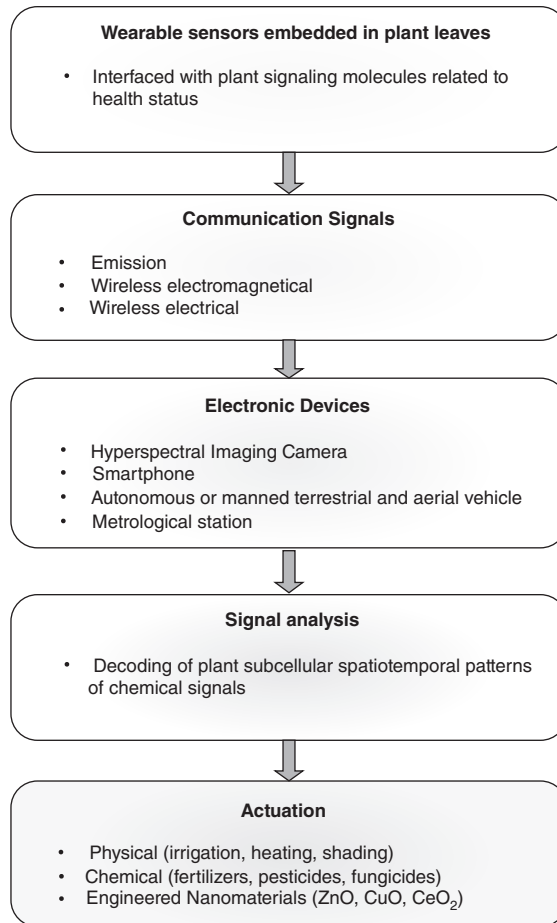 Wearable sensors embedded in plant leaves
• Interfaced with plant signaling molecules related to
health status
Communication Signals
• Emission
• Wireless electromagnetical
• Wireless electrical
Electronic Devices
• Hyperspectral Imaging Camera
• Smartphone
• Autonomous or manned terrestrial and aerial vehicle
• Metrological station
Signal analysis
• Decoding of plant subcellular spatiotemporal patterns
of chemical signals
Actuation
• Physical (irrigation, heating, shading)
• Chemical (fertilizers, pesticides, fungicides)
• Engineered Nanomaterials (ZnO, CuO, CeO₂)